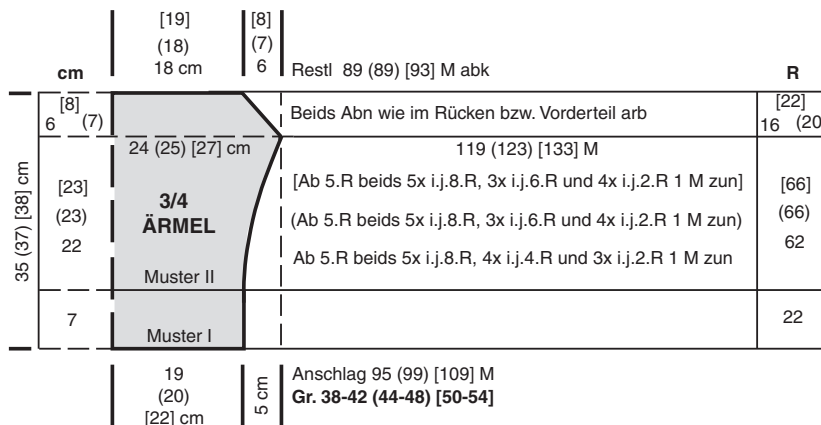 [19] [8]
(18) (7)
18 cm 6
cm
Restl 89 (89) [93] M abk
R
[8]
6 (7)
Beids Abn wie im Rücken bzw. Vorderteil arb
[22]
16 (20
24 (25) [27] cm
119 (123) [133] M
35 (37) [38] cm
[23]
(23)
22
3/4
ÄRMEL
[Ab 5.R beids 5x i.j.8.R, 3x i.j.6.R und 4x i.j.2.R 1 M zun]
(Ab 5.R beids 5x i.j.8.R, 3x i.j.6.R und 4x i.j.2.R 1 M zun)
Ab 5.R beids 5x i.j.8.R, 4x i.j.4.R und 3x i.j.2.R 1 M zun
[66]
(66)
62
Muster II
7
Muster I
22
19
(20)
[22] cm
5 cm
Anschlag 95 (99) [109] M
Gr. 38-42 (44-48) [50-54]